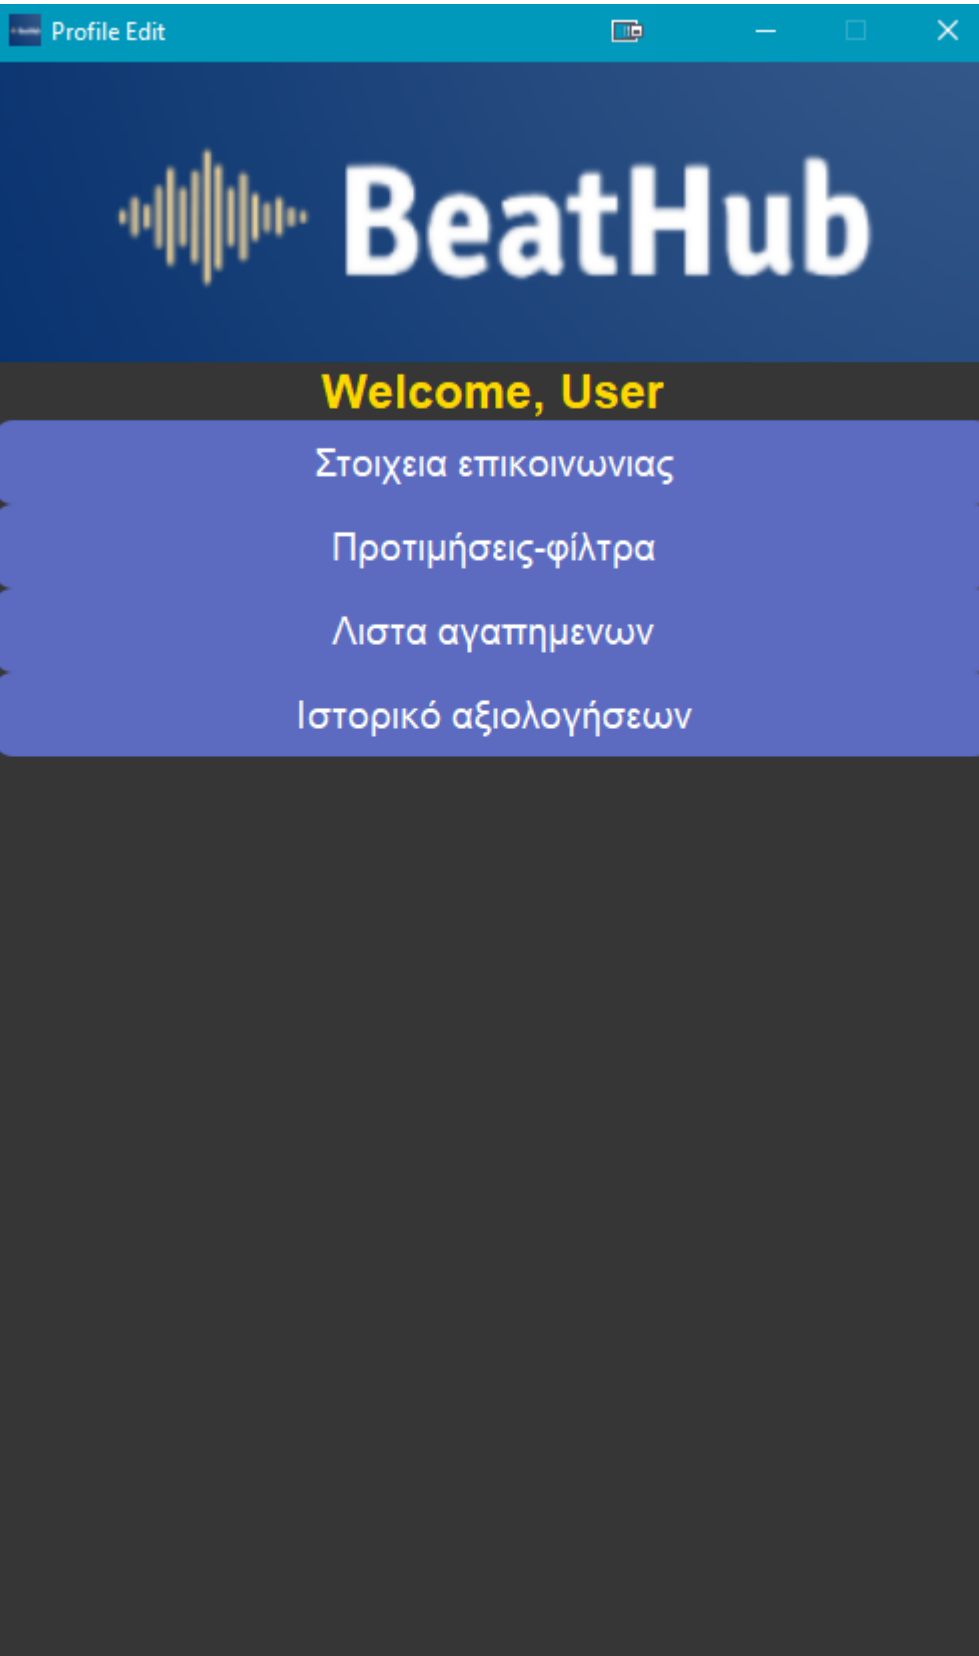 Profile Edit
BeatHub
Welcome, User
Στοιχεια επικοινωνιας
Προτιμήσεις-φίλτρα
Λιστα αγαπημενων
Ιστορικό αξιολογήσεων